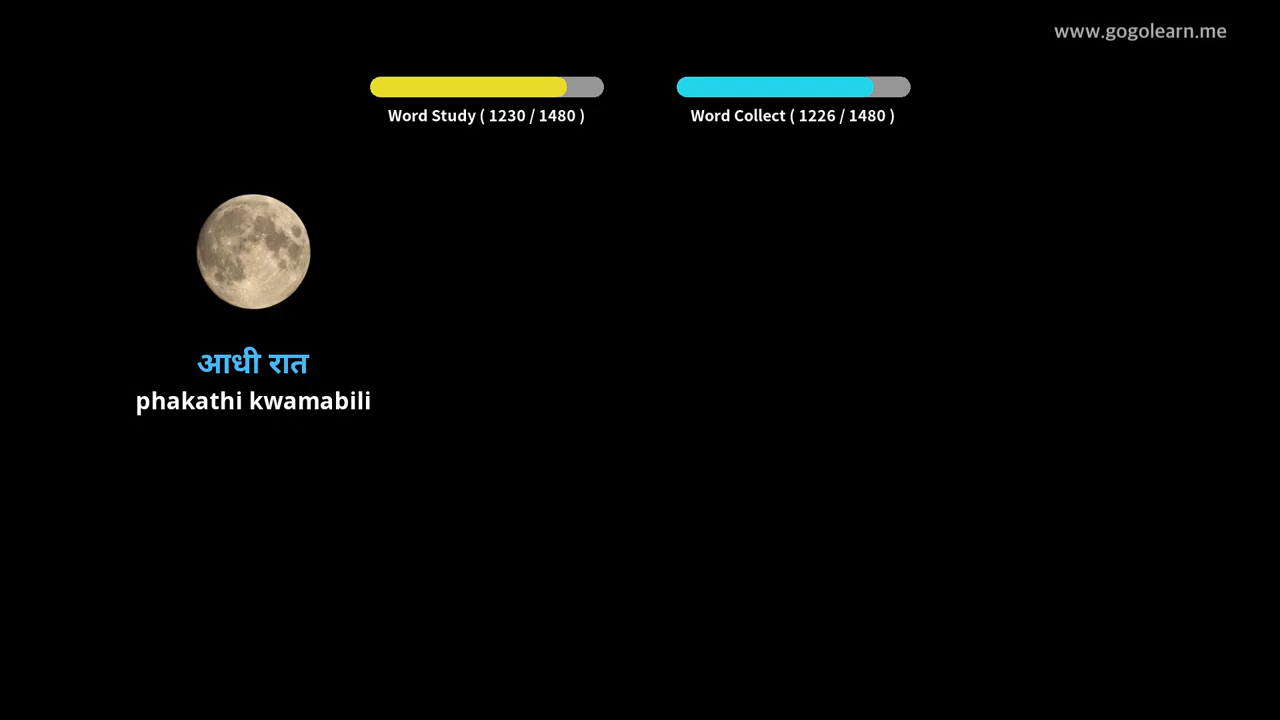 www.gogolearn.me
Word Study ( 1230 / 1480 )
Word Collect ( 1226 / 1480 )
आधी रात
phakathi kwamabili